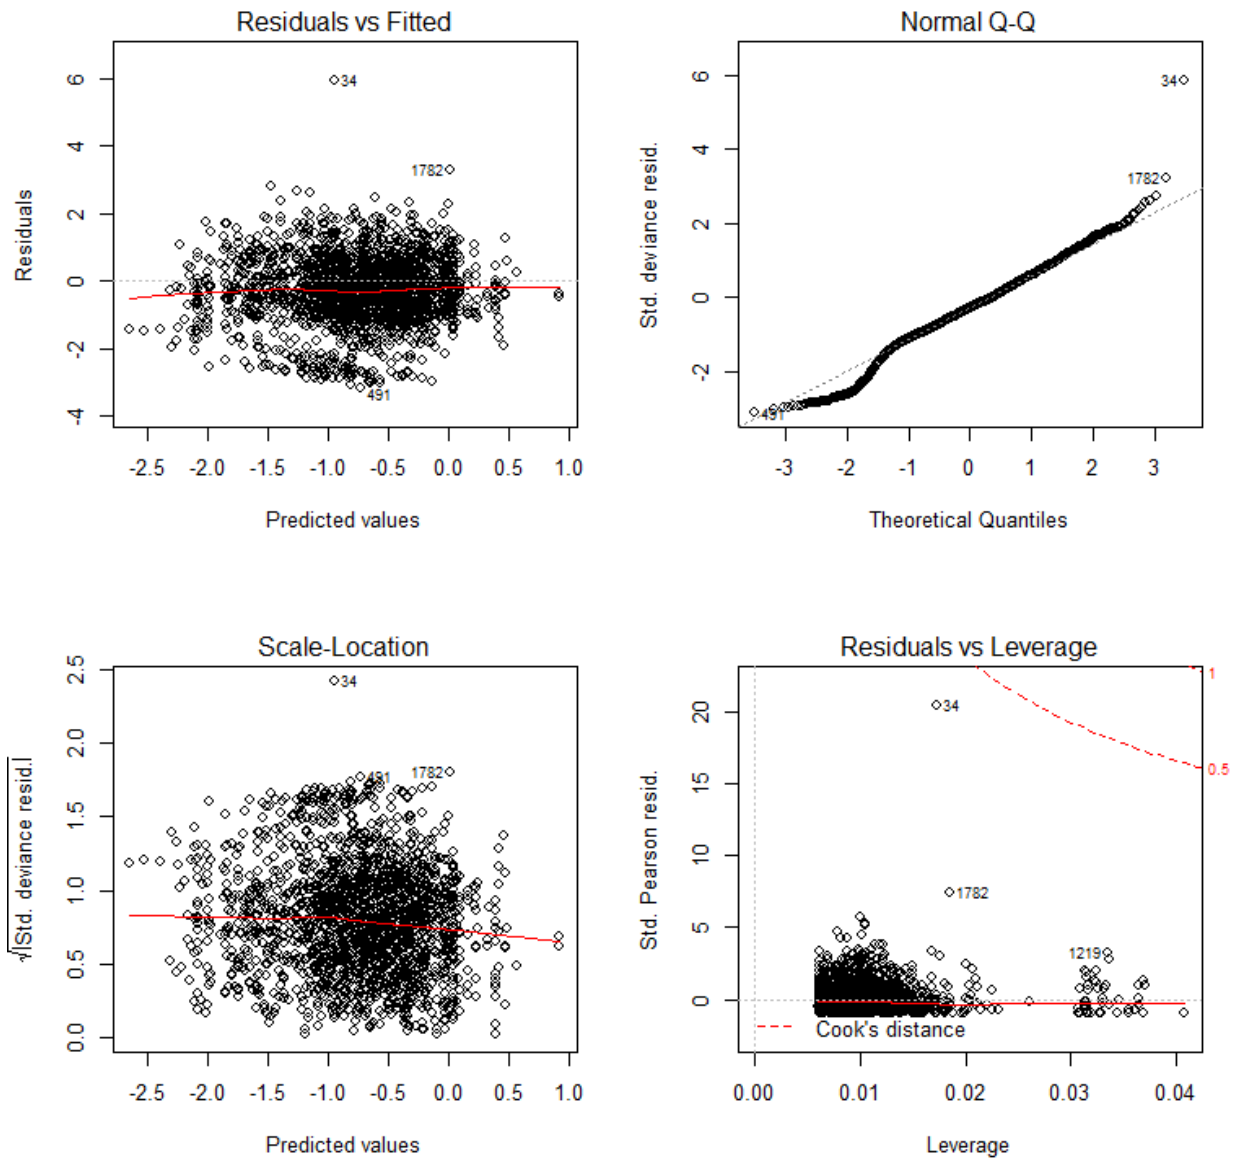 Residuals vs Fitted
Residuals
6
4
2
0
-2
-4
34
1782
491
-2.5 -2.0 -1.5 -1.0 -0.5 0.0 0.5 1.0
Predicted values
Normal Q-Q
Std. deviance resid.
6
4
2
0
-2
34
1782
491
-3 -2 -1 0 1 2 3
Theoretical Quantiles
Scale-Location
√|Std. deviance resid.|
2.5
2.0
1.5
1.0
0.5
0.0
34
491 1782
-2.5 -2.0 -1.5 -1.0 -0.5 0.0 0.5 1.0
Predicted values
Residuals vs Leverage
Std. Pearson resid.
20
15
10
5
0
34
1
0.5
1782
1219
Cook's distance
0.00 0.01 0.02 0.03 0.04
Leverage